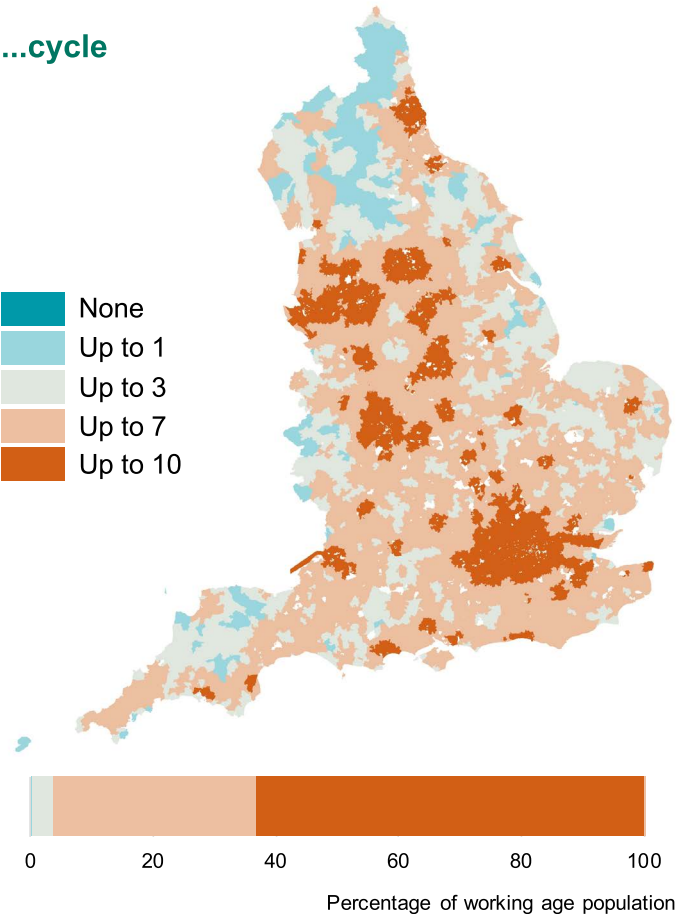 ...cycle
None
Up to 1
Up to 3
Up to 7
Up to 10
0 20 40 60 80 100
Percentage of working age population